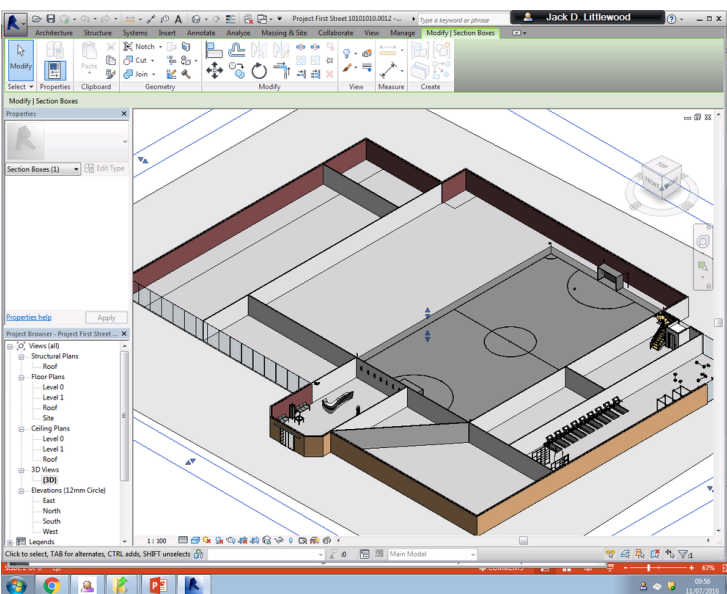 Project First Street 10101010.0012 -...
Type a keyword or phrase
Jack D. Littlewood
Architecture Structure Systems Insert Annotate Analyze Massing & Site Collaborate View Manage Modify | Section Boxes
Modify
Paste
Notch
Cut
Join
Select Properties Clipboard Geometry Modify View Measure Create
Modify | Section Boxes
Properties
Section Boxes (1)
Edit Type
Properties help
Apply
Project Browser - Project First Street ...
Views (all)
Structural Plans
Roof
Floor Plans
Level 0
Level 1
Roof
Site
Ceiling Plans
Level 0
Level 1
Roof
3D Views
{3D}
Elevations (12mm Circle)
East
North
South
West
Legends
TOP
FRONT
1 : 100
Click to select, TAB for alternates, CTRL adds, SHIFT unselects
:0
Main Model
:1
COMMENTS
67%
09:56
11/07/2016